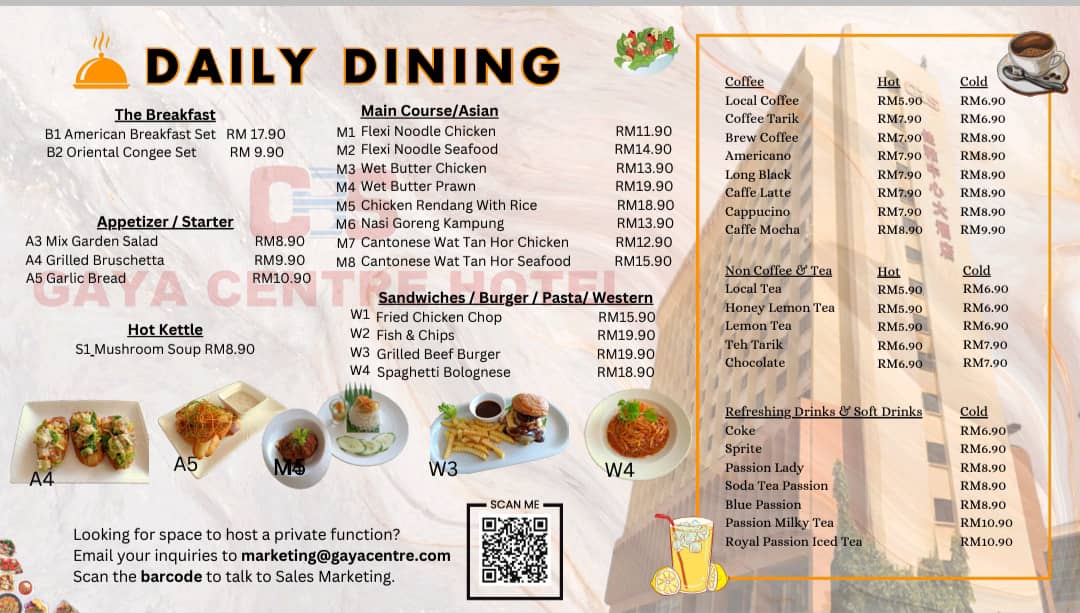 DAILY DINING
The Breakfast
B1 American Breakfast Set RM 17.90
B2 Oriental Congee Set RM 9.90
Appetizer / Starter
A3 Mix Garden Salad RM8.90
A4 Grilled Bruschetta RM9.90
A5 Garlic Bread RM10.90
Hot Kettle
S1 Mushroom Soup RM8.90
Main Course/Asian
M1 Flexi Noodle Chicken RM11.90
M2 Flexi Noodle Seafood RM14.90
M3 Wet Butter Chicken RM13.90
M4 Wet Butter Prawn RM19.90
M5 Chicken Rendang With Rice RM18.90
M6 Nasi Goreng Kampung RM13.90
M7 Cantonese Wat Tan Hor Chicken RM12.90
M8 Cantonese Wat Tan Hor Seafood RM15.90
GAYA CENTRE HOTEL
Sandwiches / Burger / Pasta/ Western
W1 Fried Chicken Chop RM15.90
W2 Fish & Chips RM19.90
W3 Grilled Beef Burger RM19.90
W4 Spaghetti Bolognese RM18.90
A4
A5
W3
W4
Looking for space to host a private function?
Email your inquiries to marketing@gayacentre.com
Scan the barcode to talk to Sales Marketing.
SCAN ME
Coffee Hot Cold
Local Coffee RM5.90 RM6.90
Coffee Tarik RM7.90 RM6.90
Brew Coffee RM7.90 RM8.90
Americano RM7.90 RM8.90
Long Black RM7.90 RM8.90
Caffe Latte RM7.90 RM8.90
Cappucino RM7.90 RM8.90
Caffe Mocha RM8.90 RM9.90
Non Coffee & Tea Hot Cold
Local Tea RM5.90 RM6.90
Honey Lemon Tea RM5.90 RM6.90
Lemon Tea RM5.90 RM6.90
Teh Tarik RM6.90 RM7.90
Chocolate RM6.90 RM7.90
Refreshing Drinks & Soft Drinks Cold
Coke RM6.90
Sprite RM6.90
Passion Lady RM8.90
Soda Tea Passion RM8.90
Blue Passion RM8.90
Passion Milky Tea RM10.90
Royal Passion Iced Tea RM10.90